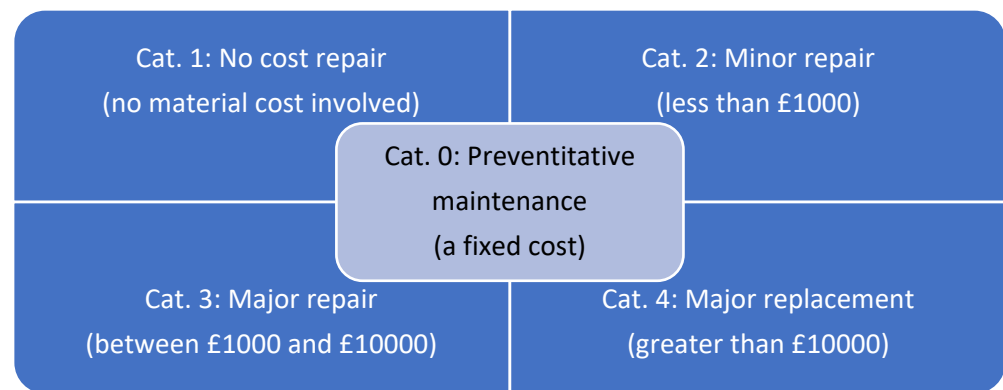 Cat. 1: No cost repair
(no material cost involved)
Cat. 2: Minor repair
(less than £1000)
Cat. 0: Preventitative
maintenance
(a fixed cost)
Cat. 3: Major repair
(between £1000 and £10000)
Cat. 4: Major replacement
(greater than £10000)